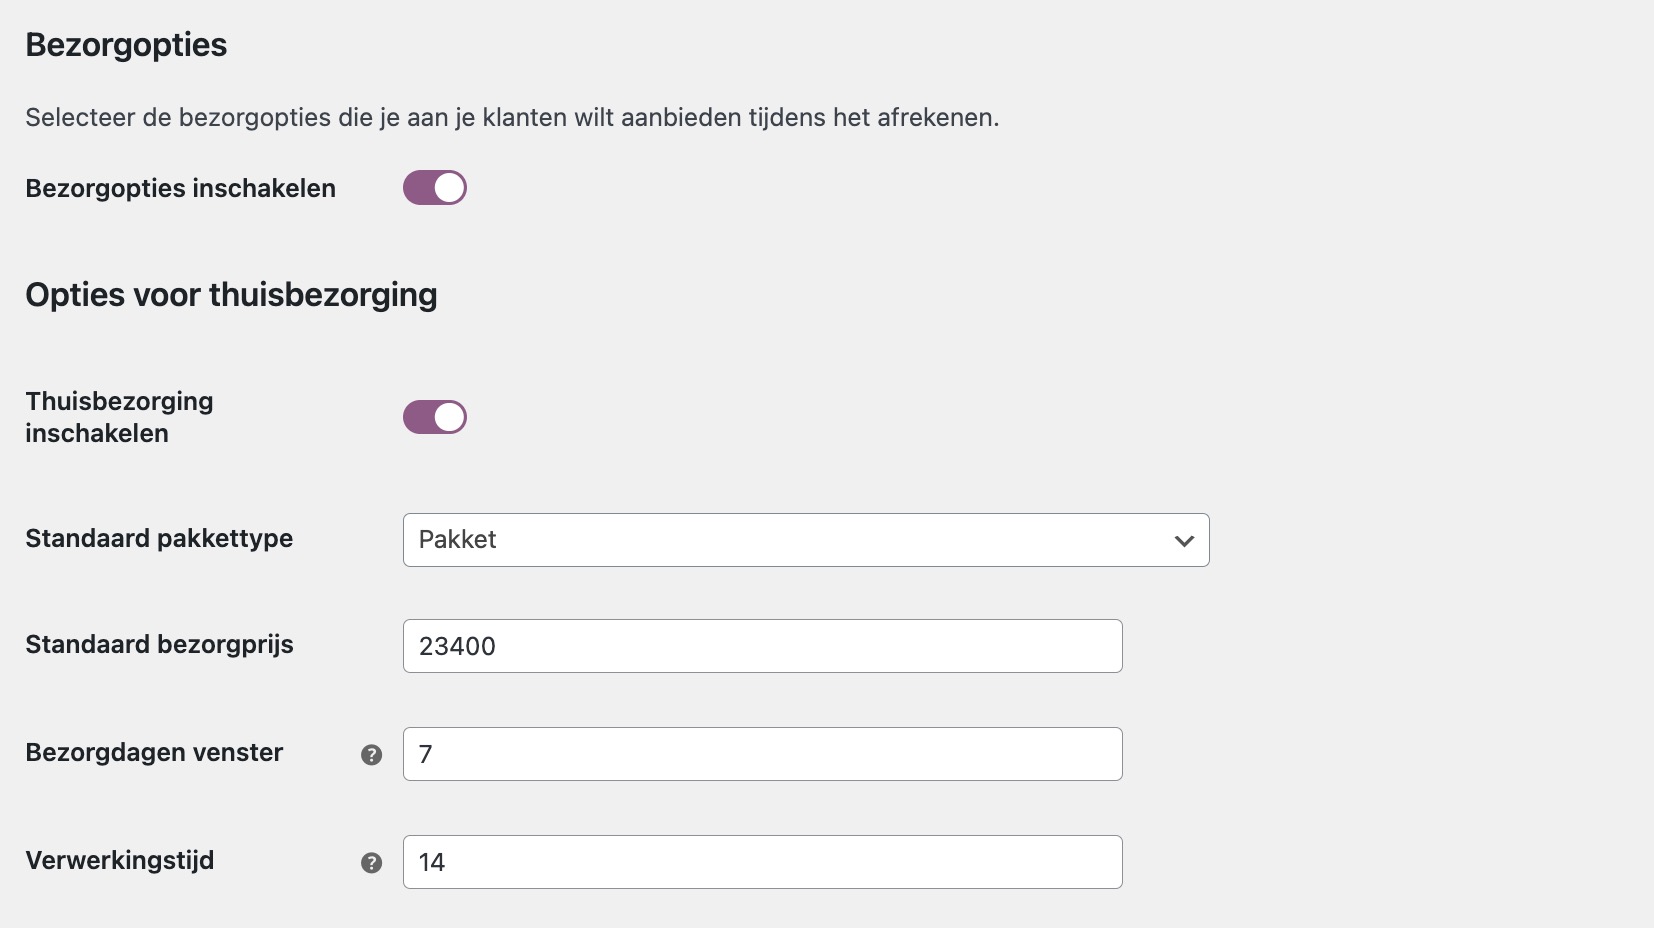 Bezorgopties
Selecteer de bezorgopties die je aan je klanten wilt aanbieden tijdens het afrekenen.
Bezorgopties inschakelen
Opties voor thuisbezorging
Thuisbezorging
inschakelen
Standaard pakkettype
Pakket
Standaard bezorgprijs
23400
Bezorgdagen venster
?
7
Verwerkingstijd
?
14